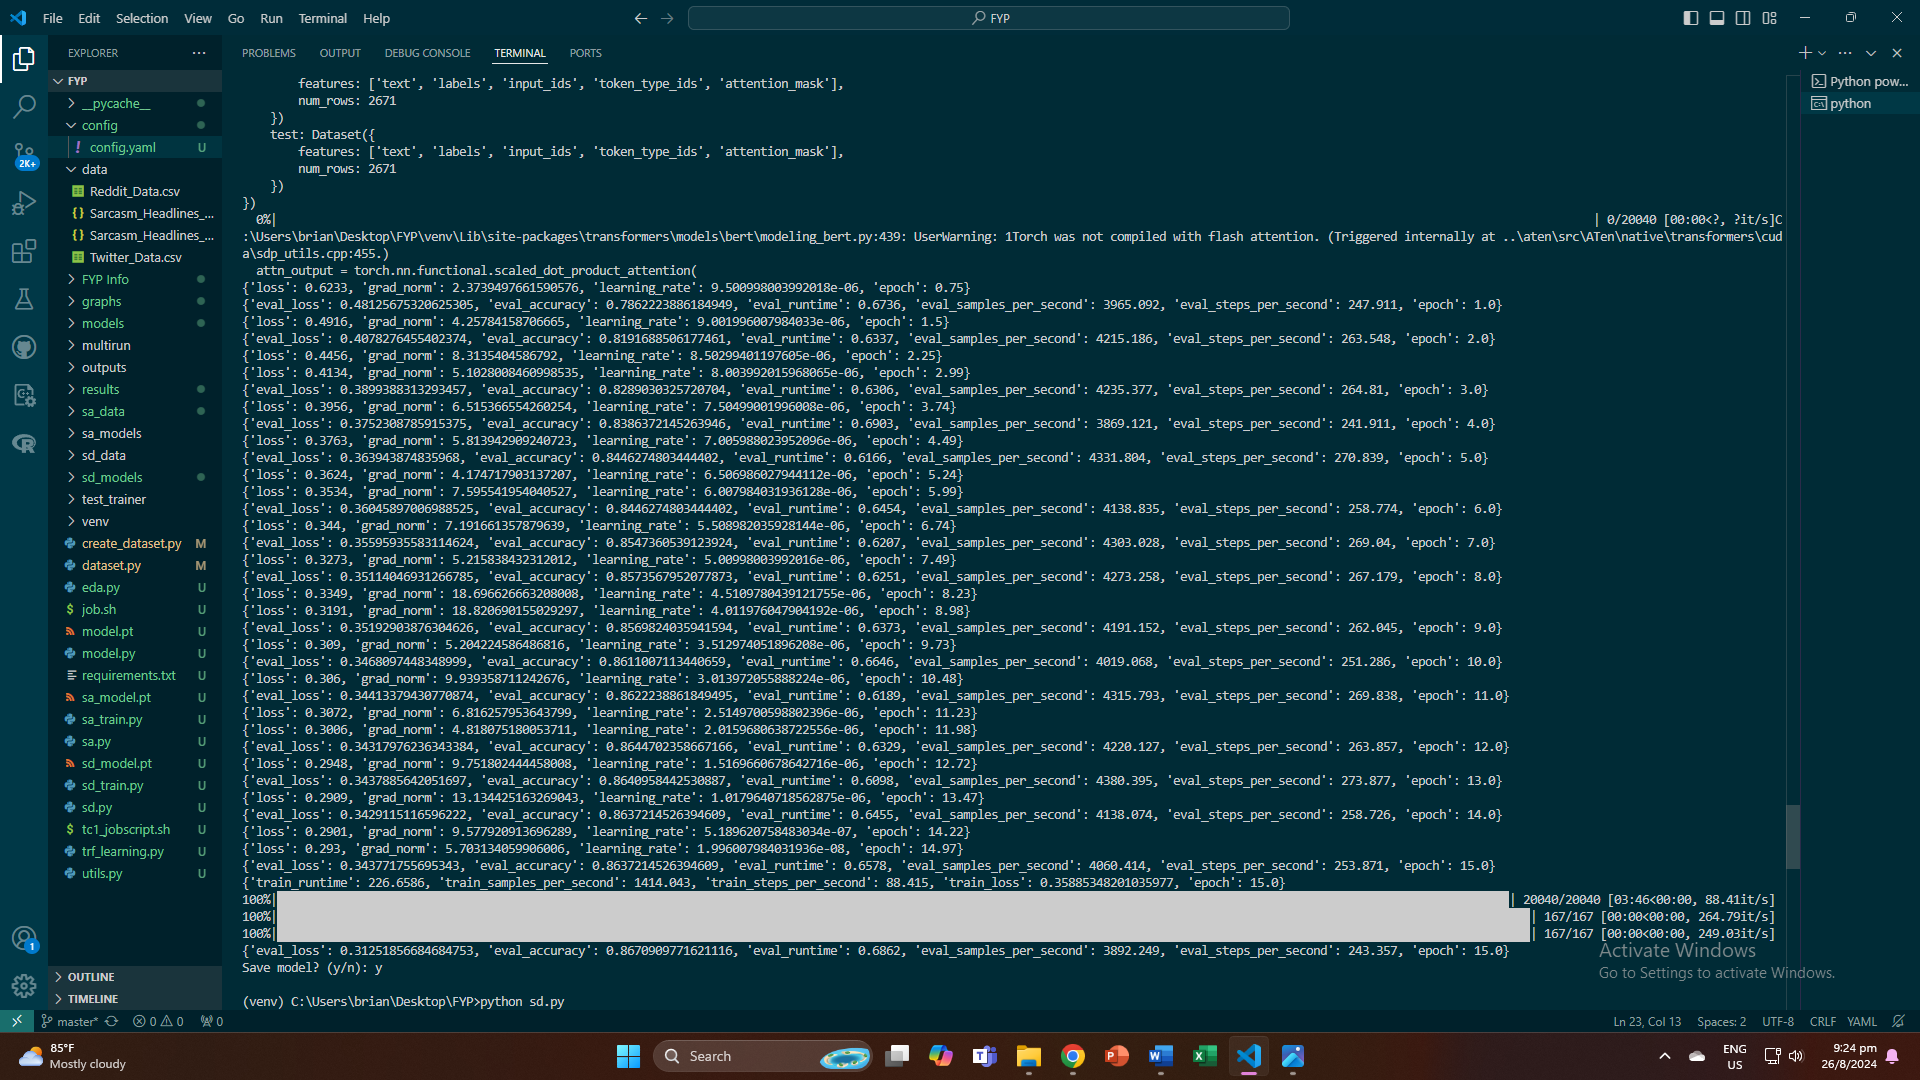 File Edit Selection View Go Run Terminal Help
FYP
EXPLORER
PROBLEMS OUTPUT DEBUG CONSOLE TERMINAL PORTS
FYP
__pycache__
config
config.yaml U
data
Reddit_Data.csv
Sarcasm_Headlines_...
Sarcasm_Headlines_...
Twitter_Data.csv
FYP Info
graphs
models
multirun
outputs
results
sa_data
sa_models
sd_data
sd_models
test_trainer
venv
create_dataset.py M
dataset.py M
eda.py U
job.sh U
model.pt U
model.py U
requirements.txt U
sa_model.pt U
sa_train.py U
sa.py U
sd_model.pt U
sd_train.py U
sd.py U
tc1_jobscript.sh U
trf_learning.py U
utils.py U
OUTLINE
TIMELINE
2K+
1
features: ['text', 'labels', 'input_ids', 'token_type_ids', 'attention_mask'],
num_rows: 2671
})
test: Dataset({
features: ['text', 'labels', 'input_ids', 'token_type_ids', 'attention_mask'],
num_rows: 2671
})
})
0%| | 0/20040 [00:00<?, ?it/s]C
:\Users\brian\Desktop\FYP\venv\Lib\site-packages\transformers\models\bert\modeling_bert.py:439: UserWarning: 1Torch was not compiled with flash attention. (Triggered internally at ..\aten\src\ATen\native\transformers\cud
a\sdp_utils.cpp:455.)
attn_output = torch.nn.functional.scaled_dot_product_attention(
{'loss': 0.6233, 'grad_norm': 2.3739497661590576, 'learning_rate': 9.500998003992018e-06, 'epoch': 0.75}
{'eval_loss': 0.48125675320625305, 'eval_accuracy': 0.7862223886184949, 'eval_runtime': 0.6736, 'eval_samples_per_second': 3965.092, 'eval_steps_per_second': 247.911, 'epoch': 1.0}
{'loss': 0.4916, 'grad_norm': 4.25784158706665, 'learning_rate': 9.001996007984033e-06, 'epoch': 1.5}
{'eval_loss': 0.4078276455402374, 'eval_accuracy': 0.8191688506177461, 'eval_runtime': 0.6337, 'eval_samples_per_second': 4215.186, 'eval_steps_per_second': 263.548, 'epoch': 2.0}
{'loss': 0.4456, 'grad_norm': 8.3135404586792, 'learning_rate': 8.50299401197605e-06, 'epoch': 2.25}
{'loss': 0.4134, 'grad_norm': 5.1028008460998535, 'learning_rate': 8.003992015968065e-06, 'epoch': 2.99}
{'eval_loss': 0.3899388313293457, 'eval_accuracy': 0.8289030325720704, 'eval_runtime': 0.6306, 'eval_samples_per_second': 4235.377, 'eval_steps_per_second': 264.81, 'epoch': 3.0}
{'loss': 0.3956, 'grad_norm': 6.515366554260254, 'learning_rate': 7.50499001996008e-06, 'epoch': 3.74}
{'eval_loss': 0.3752308785915375, 'eval_accuracy': 0.8386372145263946, 'eval_runtime': 0.6903, 'eval_samples_per_second': 3869.121, 'eval_steps_per_second': 241.911, 'epoch': 4.0}
{'loss': 0.3763, 'grad_norm': 5.813942909240723, 'learning_rate': 7.005988023952096e-06, 'epoch': 4.49}
{'eval_loss': 0.363943874835968, 'eval_accuracy': 0.8446274803444402, 'eval_runtime': 0.6166, 'eval_samples_per_second': 4331.804, 'eval_steps_per_second': 270.839, 'epoch': 5.0}
{'loss': 0.3624, 'grad_norm': 4.174717903137207, 'learning_rate': 6.506986027944112e-06, 'epoch': 5.24}
{'loss': 0.3534, 'grad_norm': 7.595541954040527, 'learning_rate': 6.007984031936128e-06, 'epoch': 5.99}
{'eval_loss': 0.36045897006988525, 'eval_accuracy': 0.8446274803444402, 'eval_runtime': 0.6454, 'eval_samples_per_second': 4138.835, 'eval_steps_per_second': 258.774, 'epoch': 6.0}
{'loss': 0.344, 'grad_norm': 7.191661357879639, 'learning_rate': 5.508982035928144e-06, 'epoch': 6.74}
{'eval_loss': 0.35595935583114624, 'eval_accuracy': 0.8547360539123924, 'eval_runtime': 0.6207, 'eval_samples_per_second': 4303.028, 'eval_steps_per_second': 269.04, 'epoch': 7.0}
{'loss': 0.3273, 'grad_norm': 5.215838432312012, 'learning_rate': 5.00998003992016e-06, 'epoch': 7.49}
{'eval_loss': 0.35114046931266785, 'eval_accuracy': 0.8573567952077873, 'eval_runtime': 0.6251, 'eval_samples_per_second': 4273.258, 'eval_steps_per_second': 267.179, 'epoch': 8.0}
{'loss': 0.3349, 'grad_norm': 18.696626663208008, 'learning_rate': 4.5109780439121755e-06, 'epoch': 8.23}
{'loss': 0.3191, 'grad_norm': 18.820690155029297, 'learning_rate': 4.011976047904192e-06, 'epoch': 8.98}
{'eval_loss': 0.35192903876304626, 'eval_accuracy': 0.8569824035941594, 'eval_runtime': 0.6373, 'eval_samples_per_second': 4191.152, 'eval_steps_per_second': 262.045, 'epoch': 9.0}
{'loss': 0.309, 'grad_norm': 5.204224586486816, 'learning_rate': 3.512974051896208e-06, 'epoch': 9.73}
{'eval_loss': 0.3468097448348999, 'eval_accuracy': 0.8611007113440659, 'eval_runtime': 0.6646, 'eval_samples_per_second': 4019.068, 'eval_steps_per_second': 251.286, 'epoch': 10.0}
{'loss': 0.306, 'grad_norm': 9.939358711242676, 'learning_rate': 3.013972055888224e-06, 'epoch': 10.48}
{'eval_loss': 0.34413379430770874, 'eval_accuracy': 0.8622238861849495, 'eval_runtime': 0.6189, 'eval_samples_per_second': 4315.793, 'eval_steps_per_second': 269.838, 'epoch': 11.0}
{'loss': 0.3072, 'grad_norm': 6.816257953643799, 'learning_rate': 2.5149700598802396e-06, 'epoch': 11.23}
{'loss': 0.3006, 'grad_norm': 4.818075180053711, 'learning_rate': 2.0159680638722556e-06, 'epoch': 11.98}
{'eval_loss': 0.34317976236343384, 'eval_accuracy': 0.8644702358667166, 'eval_runtime': 0.6329, 'eval_samples_per_second': 4220.127, 'eval_steps_per_second': 263.857, 'epoch': 12.0}
{'loss': 0.2948, 'grad_norm': 9.751802444458008, 'learning_rate': 1.5169660678642716e-06, 'epoch': 12.72}
{'eval_loss': 0.3437885642051697, 'eval_accuracy': 0.8640958442530887, 'eval_runtime': 0.6098, 'eval_samples_per_second': 4380.395, 'eval_steps_per_second': 273.877, 'epoch': 13.0}
{'loss': 0.2909, 'grad_norm': 13.134425163269043, 'learning_rate': 1.0179640718562875e-06, 'epoch': 13.47}
{'eval_loss': 0.3429115116596222, 'eval_accuracy': 0.8637214526394609, 'eval_runtime': 0.6455, 'eval_samples_per_second': 4138.074, 'eval_steps_per_second': 258.726, 'epoch': 14.0}
{'loss': 0.2901, 'grad_norm': 9.577920913696289, 'learning_rate': 5.189620758483034e-07, 'epoch': 14.22}
{'loss': 0.293, 'grad_norm': 5.703134059906006, 'learning_rate': 1.996007984031936e-08, 'epoch': 14.97}
{'eval_loss': 0.343771755695343, 'eval_accuracy': 0.8637214526394609, 'eval_runtime': 0.6578, 'eval_samples_per_second': 4060.414, 'eval_steps_per_second': 253.871, 'epoch': 15.0}
{'train_runtime': 226.6586, 'train_samples_per_second': 1414.043, 'train_steps_per_second': 88.415, 'train_loss': 0.35885348201035977, 'epoch': 15.0}
100%| | 20040/20040 [03:46<00:00, 88.41it/s]
100%| | 167/167 [00:00<00:00, 264.79it/s]
100%| | 167/167 [00:00<00:00, 249.03it/s]
{'eval_loss': 0.31251856684684753, 'eval_accuracy': 0.8670909771621116, 'eval_runtime': 0.6862, 'eval_samples_per_second': 3892.249, 'eval_steps_per_second': 243.357, 'epoch': 15.0}
Save model? (y/n): y
(venv) C:\Users\brian\Desktop\FYP>python sd.py
Python pow...
python
Activate Windows
Go to Settings to activate Windows.
master* 0 0 0
Ln 23, Col 13 Spaces: 2 UTF-8 CRLF YAML
85°F
Mostly cloudy
Search
ENG
US
9:24 pm
26/8/2024